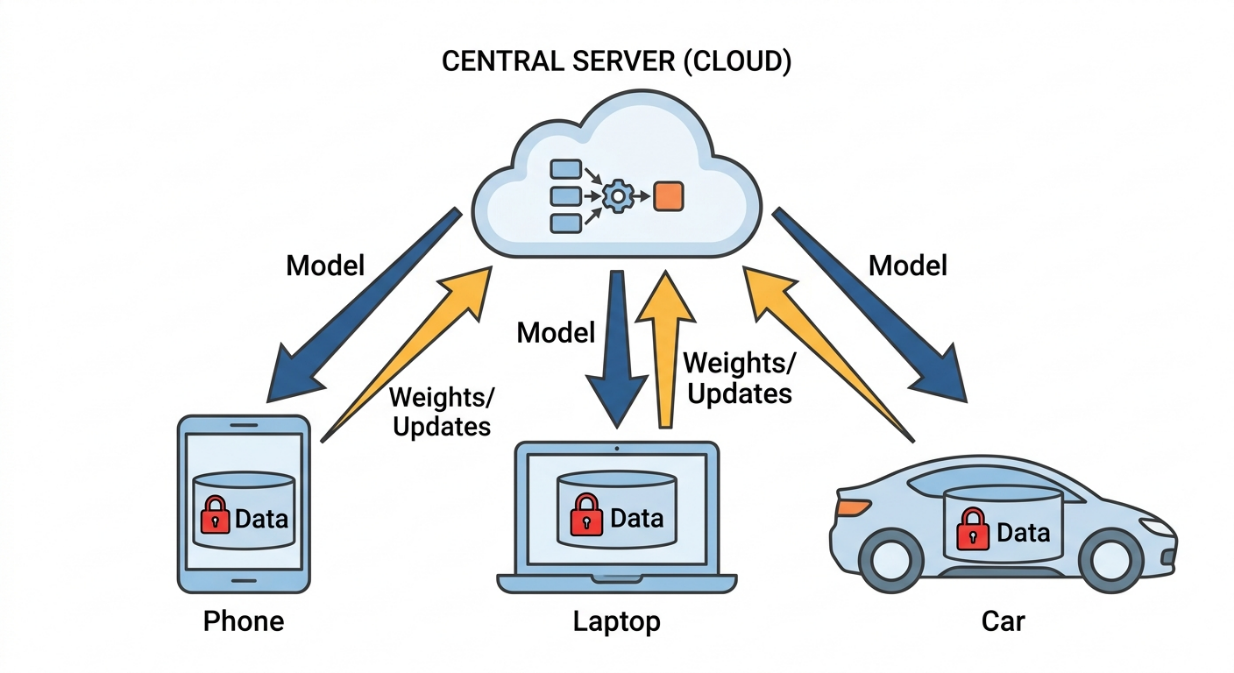 CENTRAL SERVER (CLOUD)
Model
Model
Model
Weights/
Updates
Weights/
Updates
Data
Data
Data
Phone
Laptop
Car